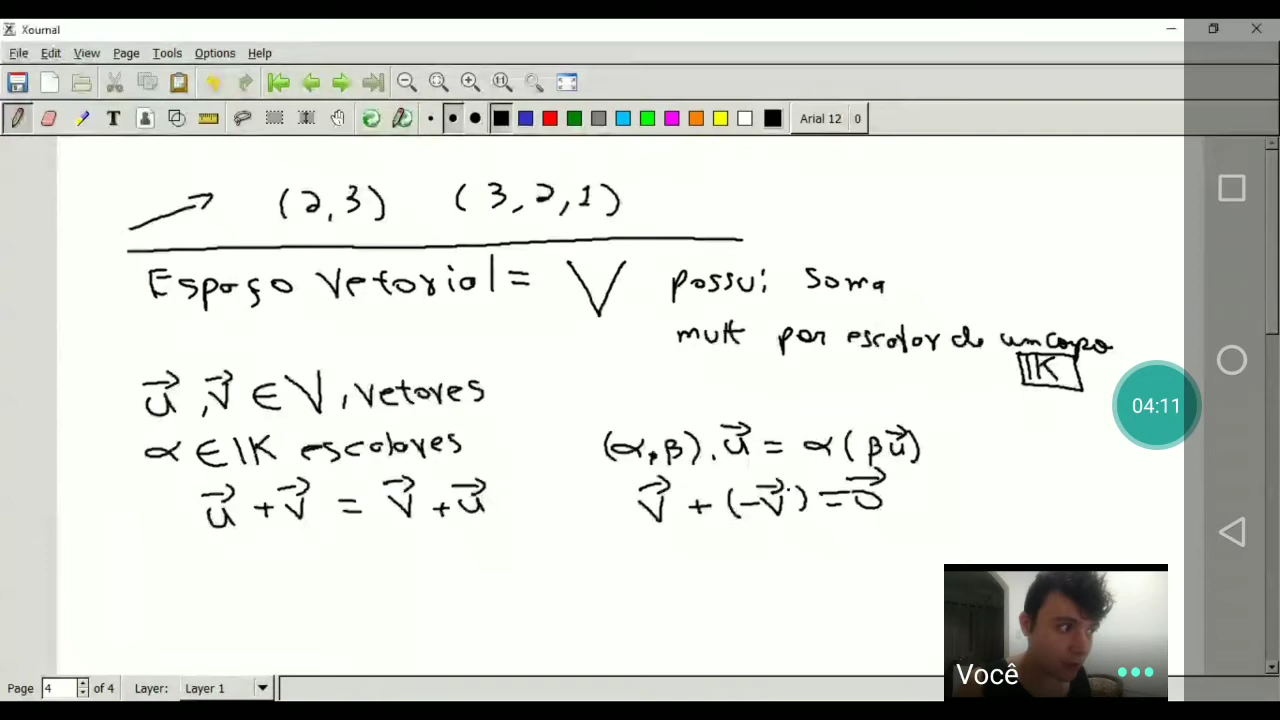 Xournal
File Edit View Page Tools Options Help
Arial 12 0
(2,3) (3,2,1)
Espaço Vetorial = V possui soma
mult por escalar de um corpo
IK
u⃗, v⃗ ∈ V, vetores
α ∈ IK escalares
(α.β).u⃗ = α(βu⃗)
u⃗ + v⃗ = v⃗ + u⃗
v⃗ + (-v⃗) = 0⃗
04:11
Você
Page 4 of 4 Layer: Layer 1